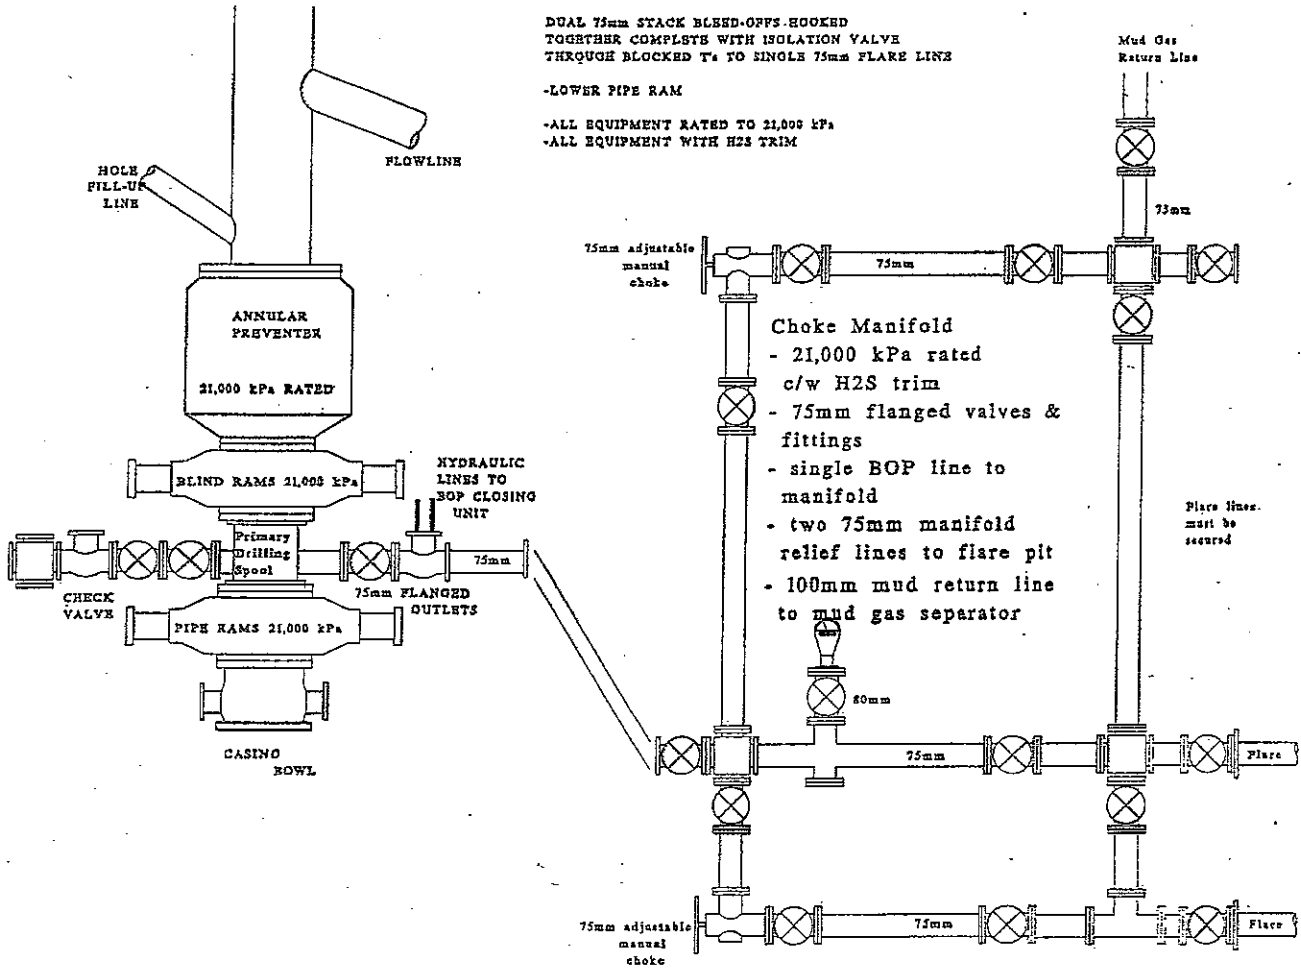 DUAL 75mm STACK BLEED-OFFS HOOKED
TOGETHER COMPLETE WITH ISOLATION VALVE
THROUGH BLOCKED T's TO SINGLE 75mm FLARE LINE
-LOWER PIPE RAM
-ALL EQUIPMENT RATED TO 21,000 kPa
-ALL EQUIPMENT WITH H2S TRIM
Mud Gas
Return Line
FLOWLINE
HOLE
FILL-UP
LINE
75mm
75mm adjustable
manual
choke
75mm
ANNULAR
PREVENTER
21,000 kPa RATED
Choke Manifold
- 21,000 kPa rated
c/w H2S trim
- 75mm flanged valves &
fittings
- single BOP line to
manifold
- two 75mm manifold
relief lines to flare pit
- 100mm mud return line
to mud gas separator
HYDRAULIC
LINES TO
BOP CLOSING
UNIT
BLIND RAMS 21,000 kPa
Flare lines
must be
secured
Primary
Drilling
Spool
75mm
CHECK
VALVE
75mm FLANGED
OUTLETS
PIPE RAMS 21,000 kPa
80mm
CASING
BOWL
75mm
Flare
75mm adjustable
manual
choke
75mm
Flare